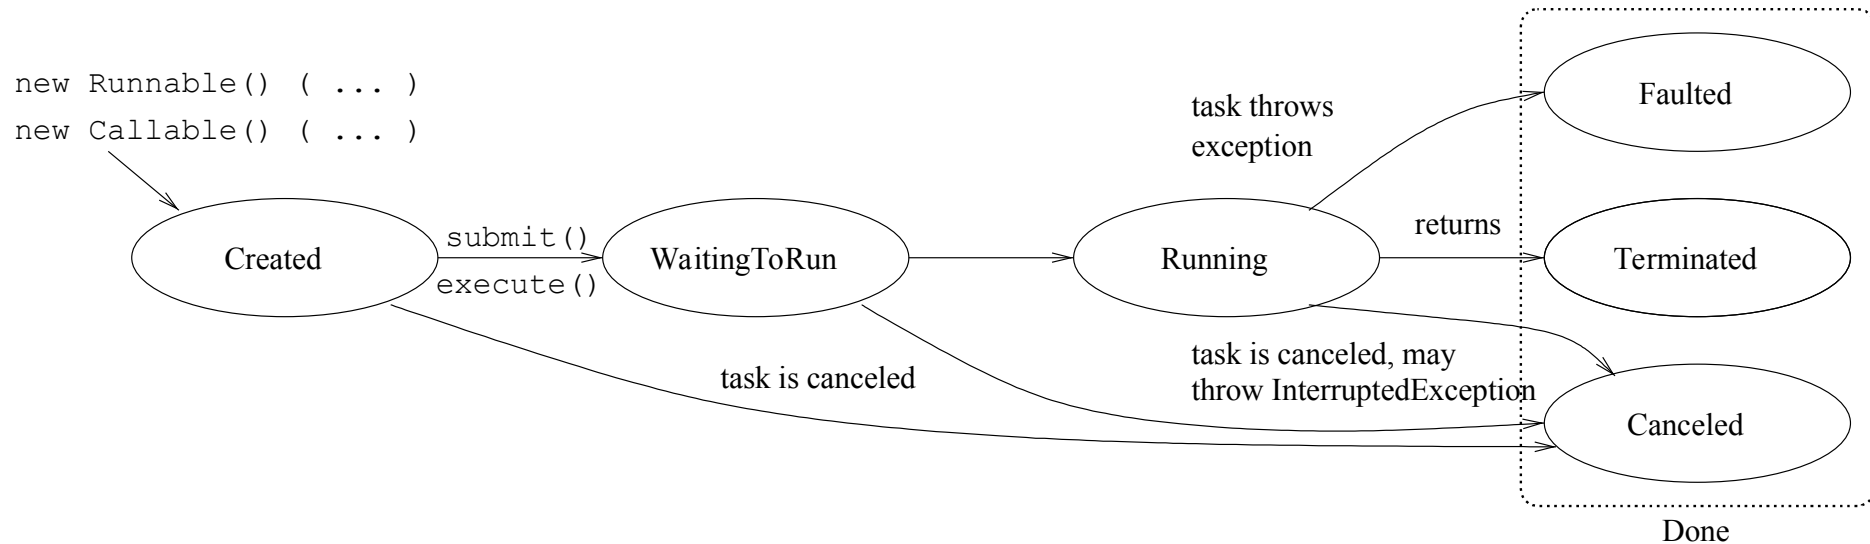 new Runnable() ( ... )
new Callable() ( ... )
task throws
exception
Faulted
Created
submit()
execute()
WaitingToRun
Running
returns
Terminated
task is canceled
task is canceled, may
throw InterruptedException
Canceled
Done